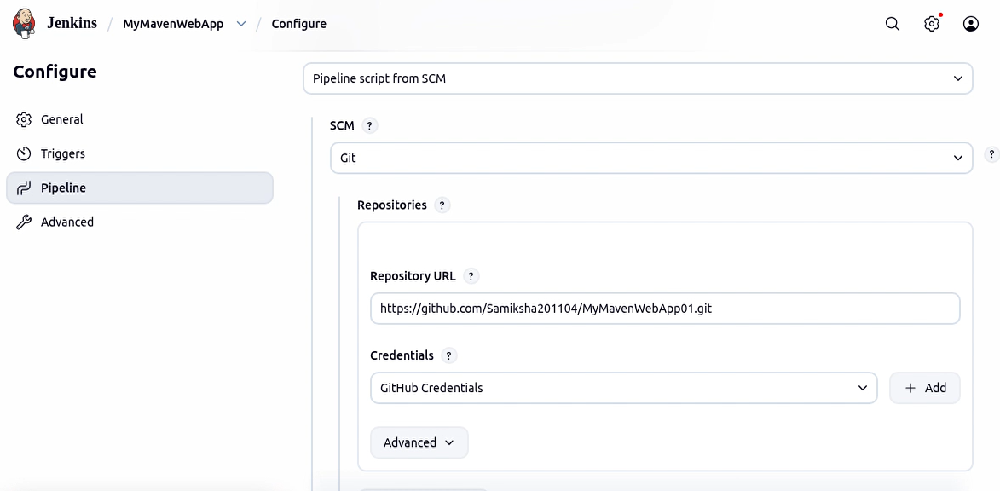 Jenkins / MyMavenWebApp / Configure
Configure
General
Triggers
Pipeline
Advanced
Pipeline script from SCM
SCM ?
Git
?
Repositories ?
Repository URL ?
https://github.com/Samiksha201104/MyMavenWebApp01.git
Credentials ?
GitHub Credentials
+ Add
Advanced